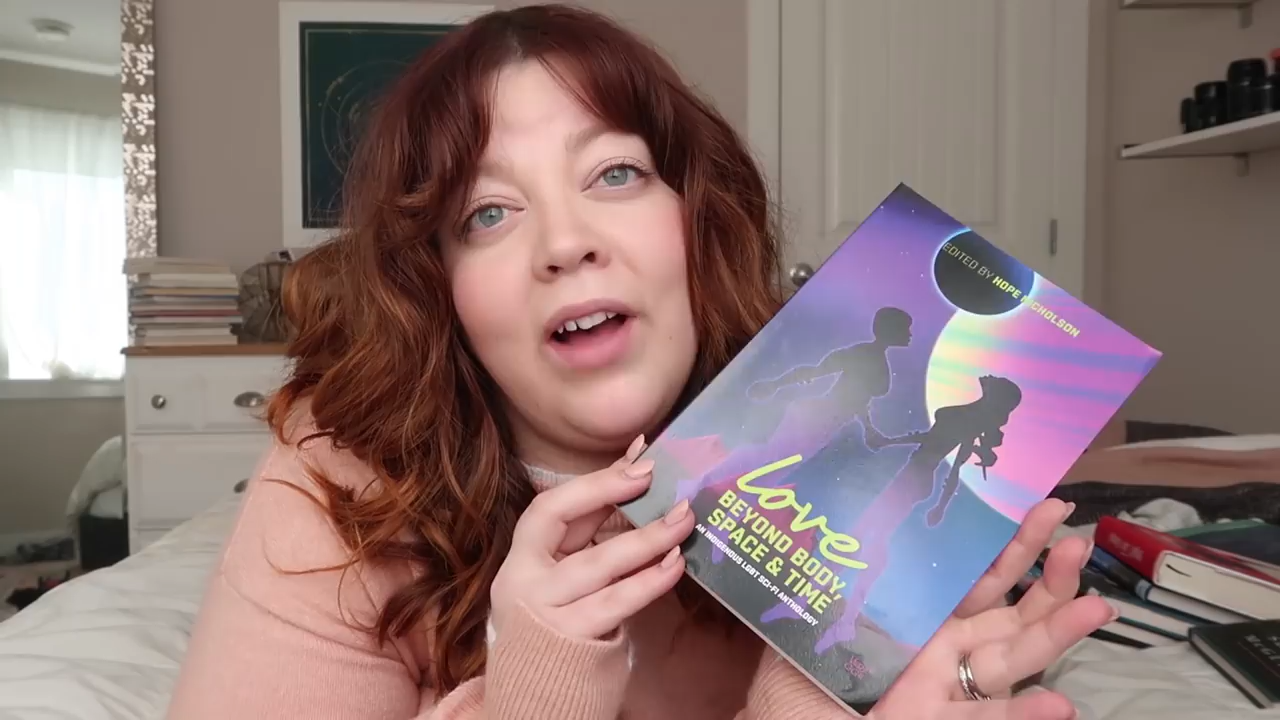 EDITED BY HOPE NICHOLSON
love
BEYOND BODY,
SPACE & TIME
AN INDIGENOUS LGBT SCI-FI ANTHOLOGY